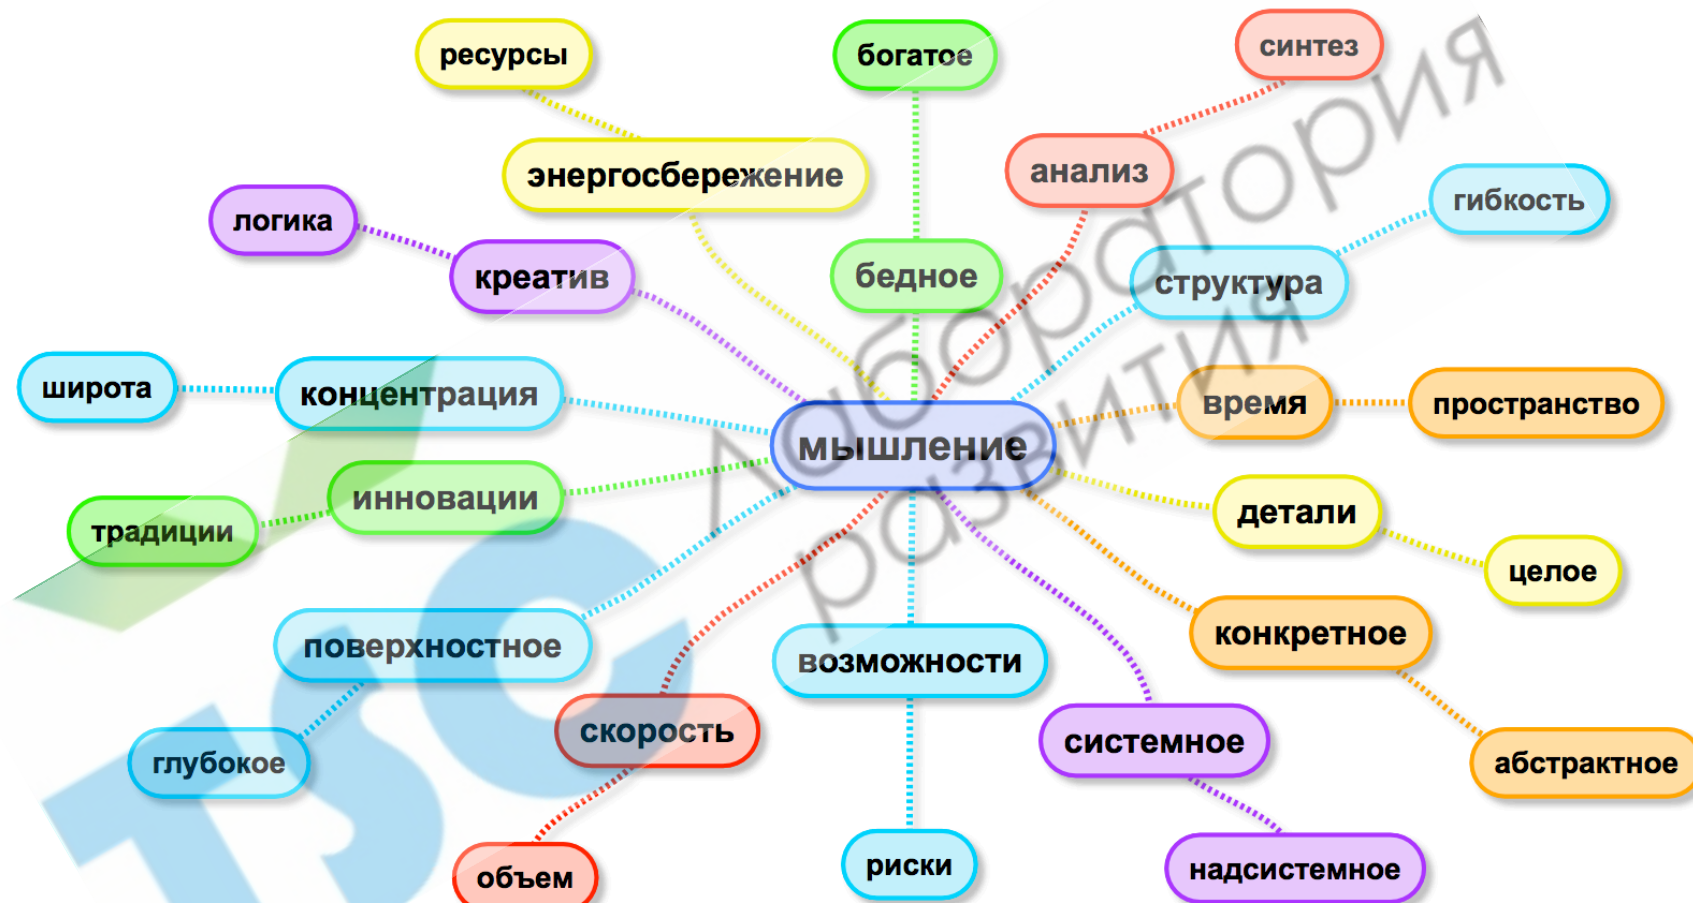 ресурсы
богатое
синтез
энергосбережение
анализ
логика
креатив
бедное
структура
гибкость
широта
концентрация
мышление
время
пространство
традиции
инновации
детали
целое
поверхностное
возможности
конкретное
глубокое
скорость
системное
абстрактное
объем
риски
надсистемное
Лаборатория
развития
TSC